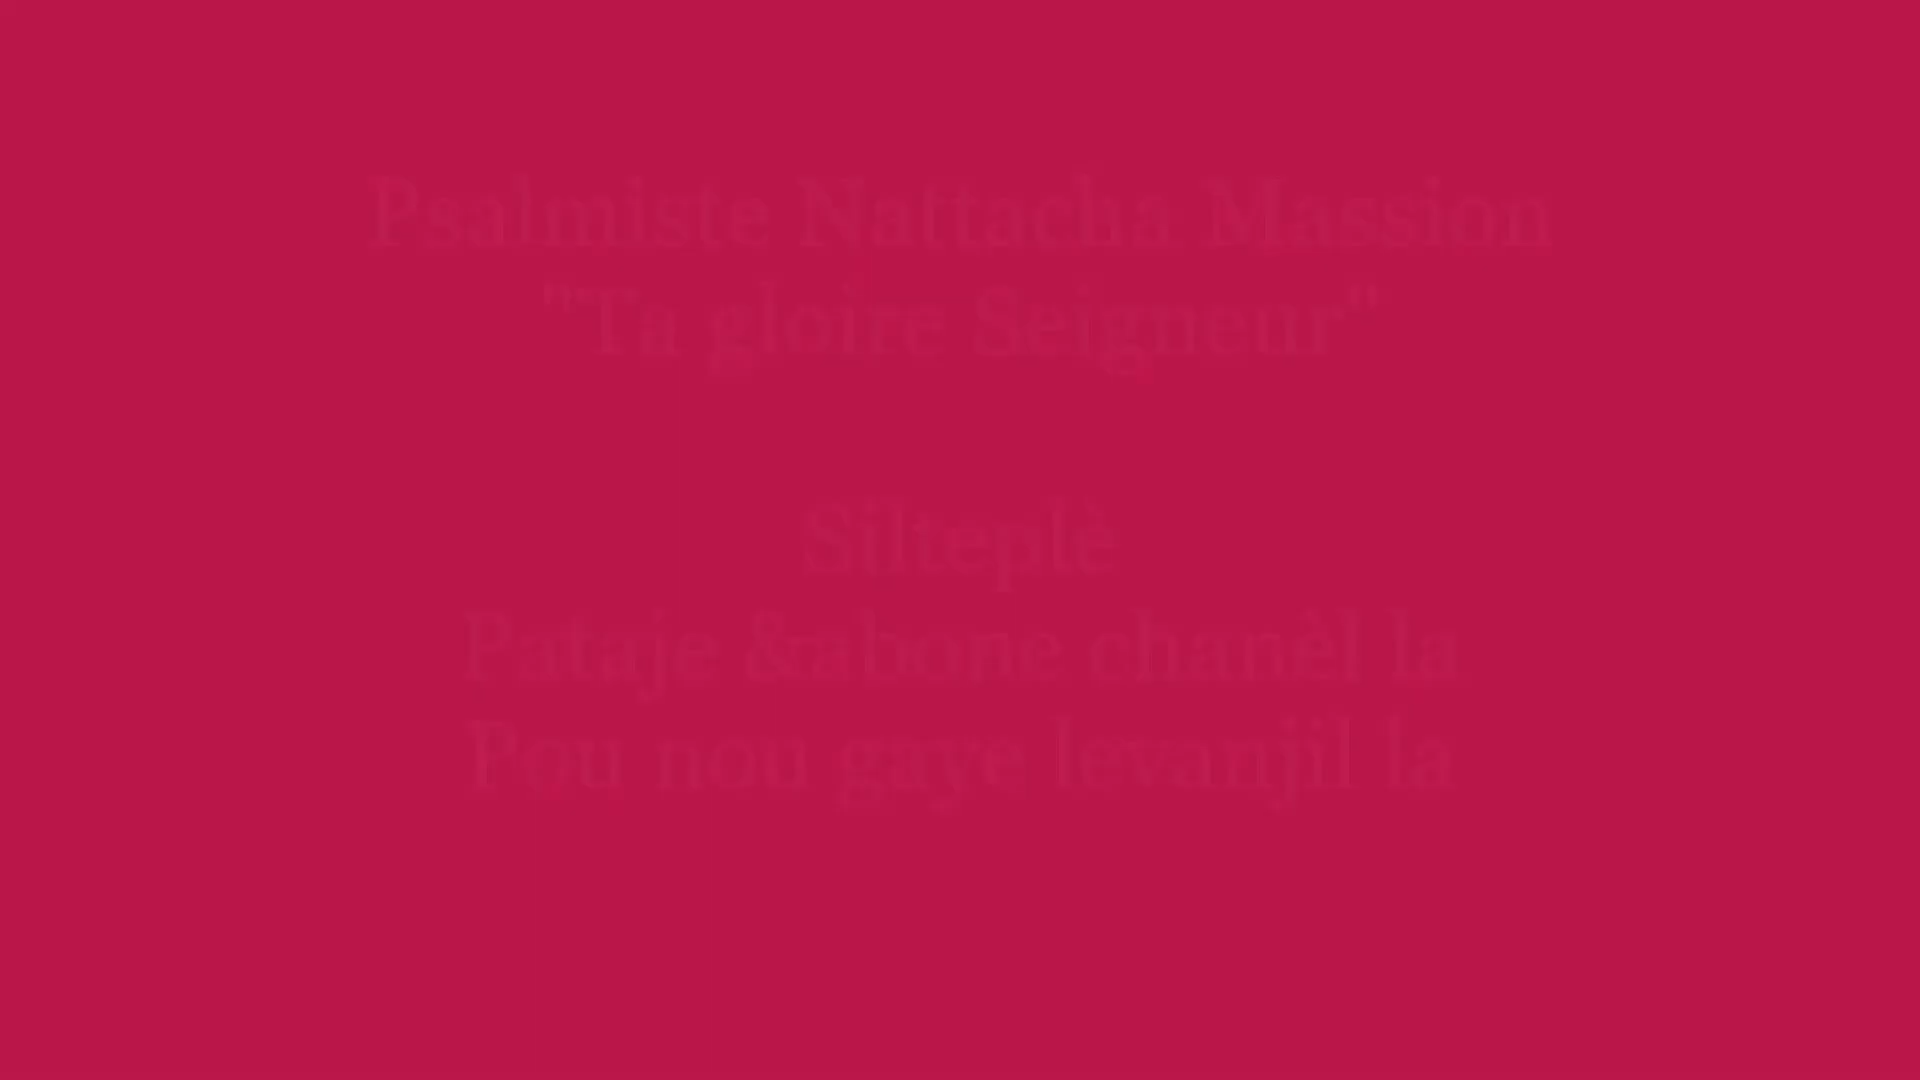 Psalmiste Nattacha Massion
"Ta gloire Seigneur"
Silteplè
Pataje &abone chanèl la
Pou nou gaye levanjil la